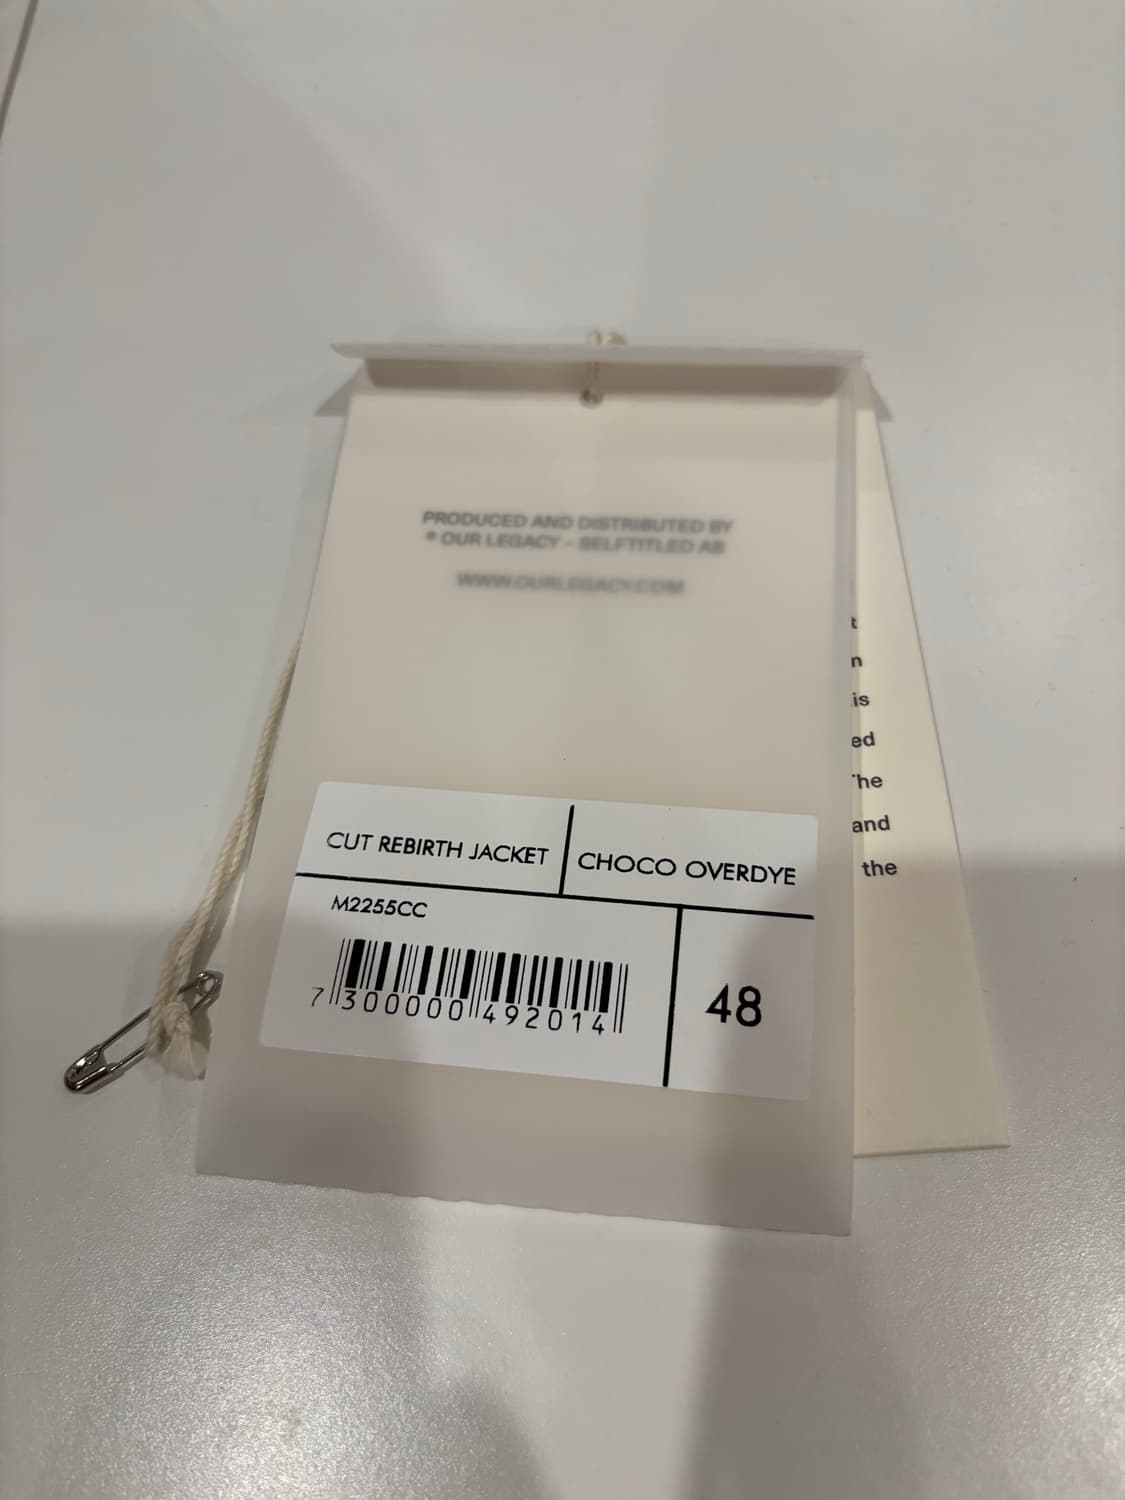 PRODUCED AND DISTRIBUTED BY
® OUR LEGACY – SELFTITLED AB
WWW.OURLEGACY.COM
t
n
is
ed
The
and
the
CUT REBIRTH JACKET
CHOCO OVERDYE
M2255CC
7 300000 492014
48